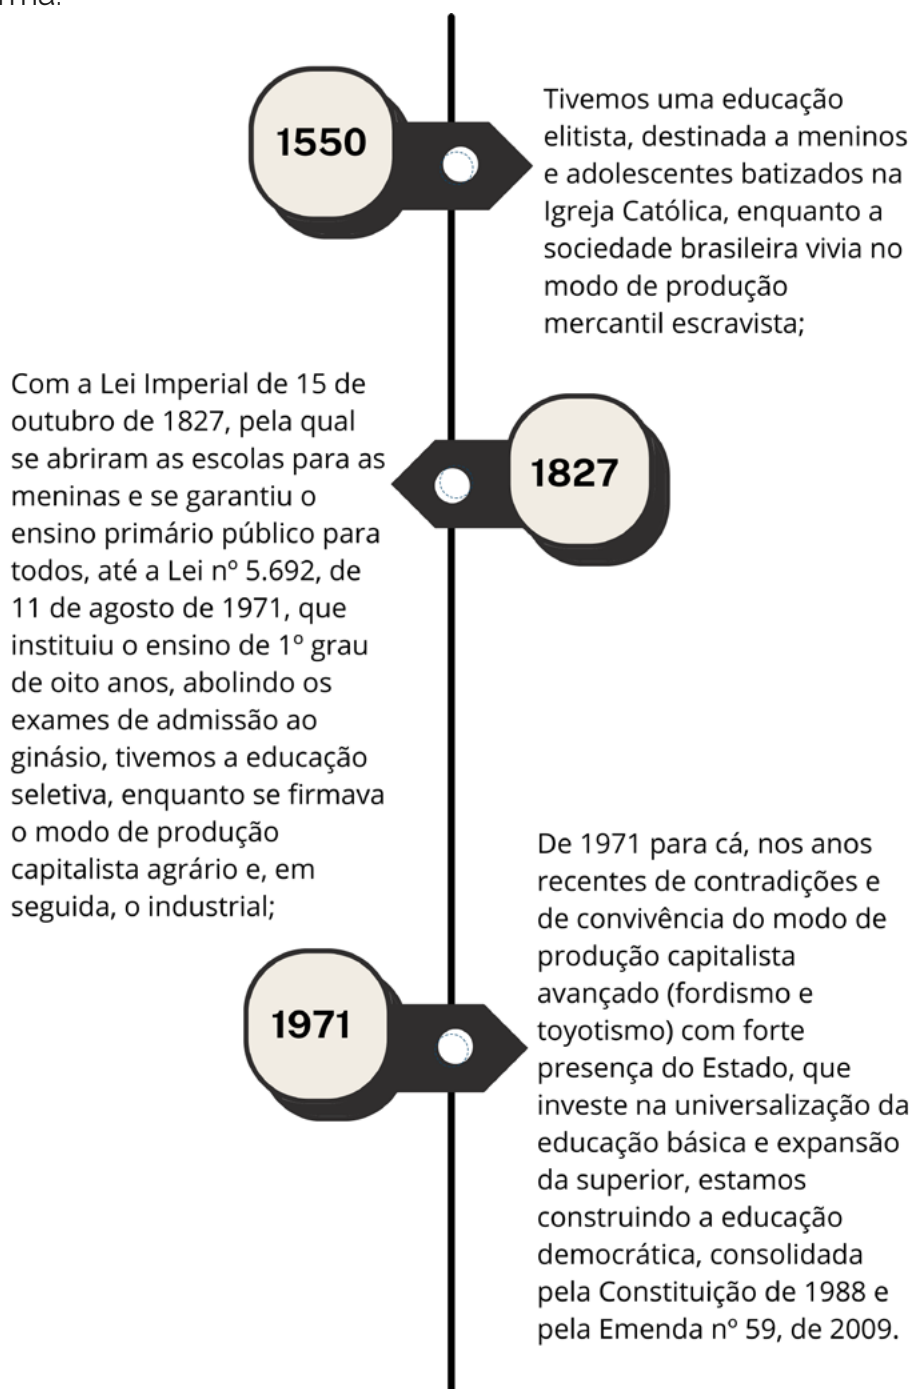 1550
Tivemos uma educação
elitista, destinada a meninos
e adolescentes batizados na
Igreja Católica, enquanto a
sociedade brasileira vivia no
modo de produção
mercantil escravista;
1827
Com a Lei Imperial de 15 de
outubro de 1827, pela qual
se abriram as escolas para as
meninas e se garantiu o
ensino primário público para
todos, até a Lei nº 5.692, de
11 de agosto de 1971, que
instituiu o ensino de 1º grau
de oito anos, abolindo os
exames de admissão ao
ginásio, tivemos a educação
seletiva, enquanto se firmava
o modo de produção
capitalista agrário e, em
seguida, o industrial;
1971
De 1971 para cá, nos anos
recentes de contradições e
de convivência do modo de
produção capitalista
avançado (fordismo e
toyotismo) com forte
presença do Estado, que
investe na universalização da
educação básica e expansão
da superior, estamos
construindo a educação
democrática, consolidada
pela Constituição de 1988 e
pela Emenda nº 59, de 2009.